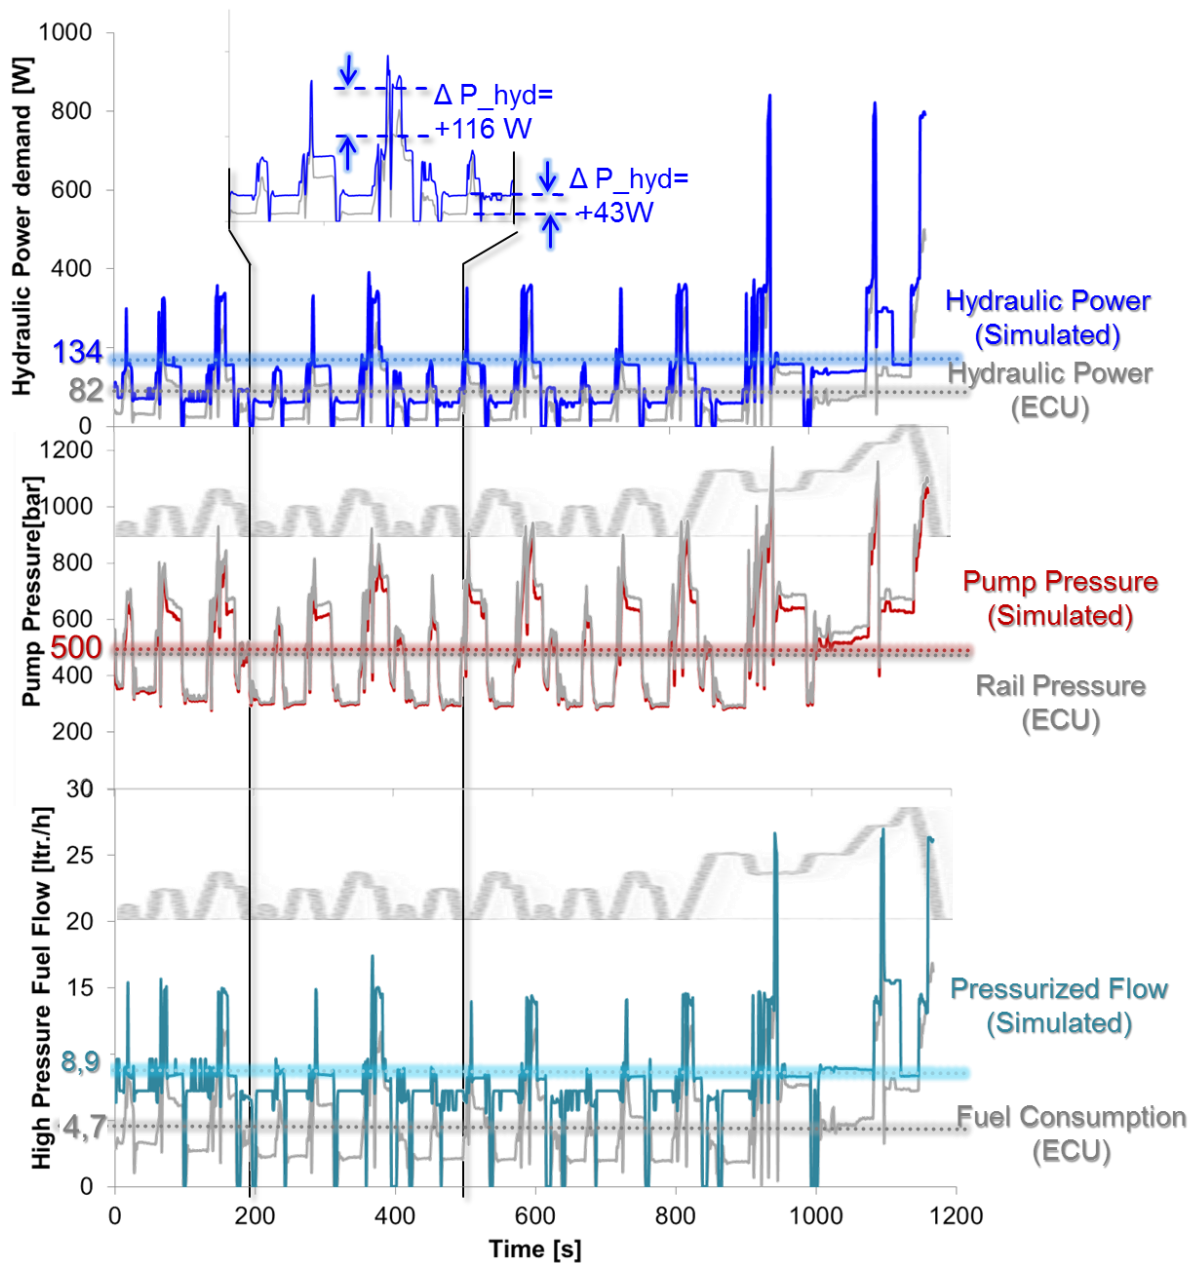 1000
800
600
400
134
82
0
Hydraulic Power demand [W]
Δ P_hyd=
+116 W
Δ P_hyd=
+43W
Hydraulic Power
(Simulated)
Hydraulic Power
(ECU)
1200
1000
800
600
500
400
200
0
Pump Pressure[bar]
Pump Pressure
(Simulated)
Rail Pressure
(ECU)
30
25
20
15
8,9
4,7
0
High Pressure Fuel Flow [ltr./h]
Pressurized Flow
(Simulated)
Fuel Consumption
(ECU)
0 200 400 600 800 1000 1200
Time [s]